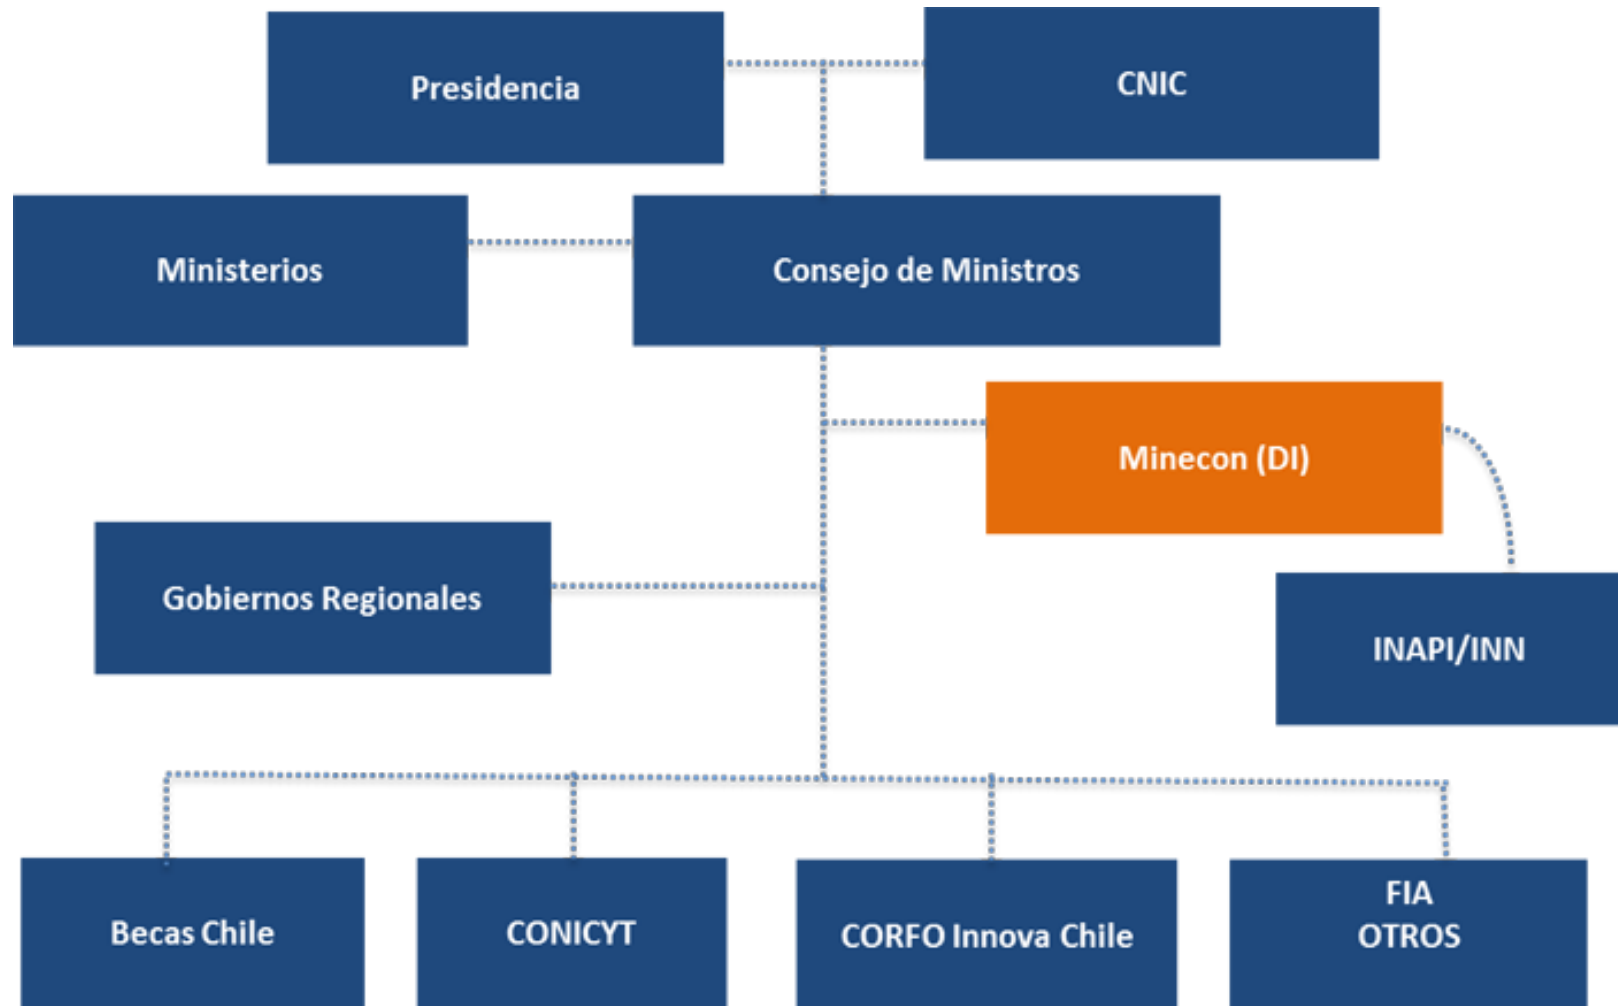 Presidencia
CNIC
Ministerios
Consejo de Ministros
Minecon (DI)
Gobiernos Regionales
INAPI/INN
Becas Chile
CONICYT
CORFO Innova Chile
FIA
OTROS